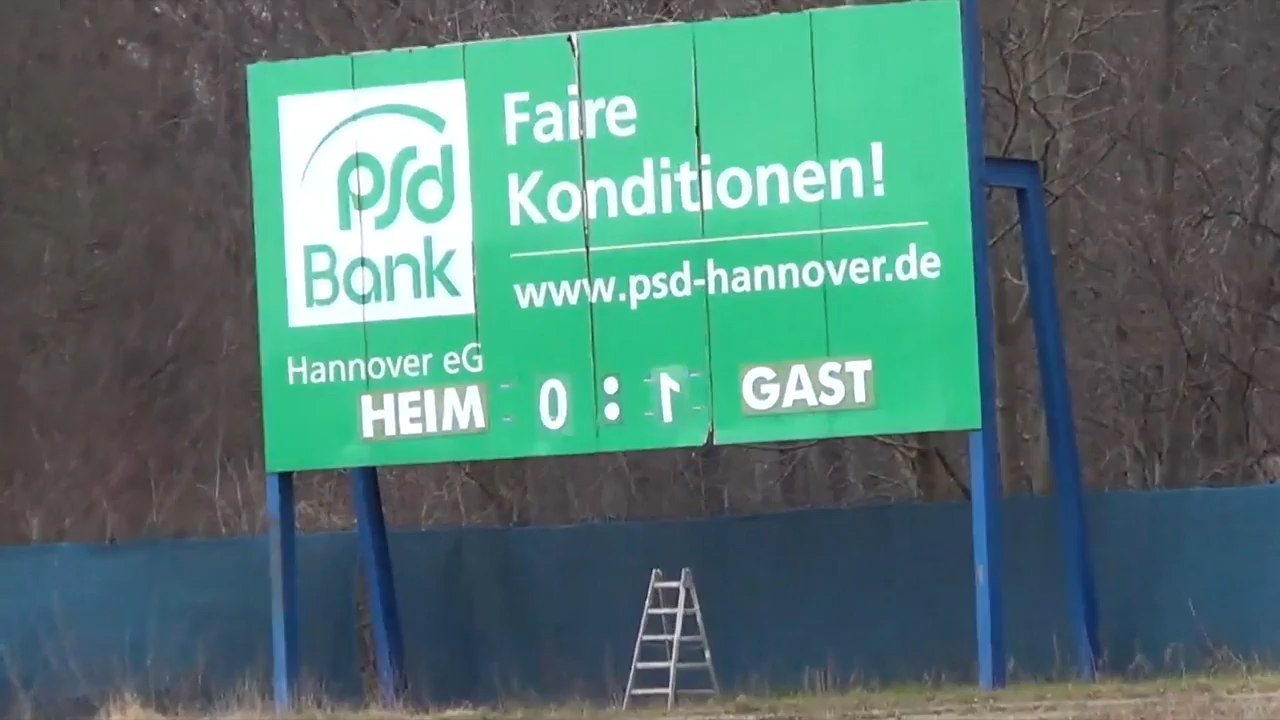 psd
Bank
Hannover eG
Faire
Konditionen!
www.psd-hannover.de
HEIM 0 : 1 GAST